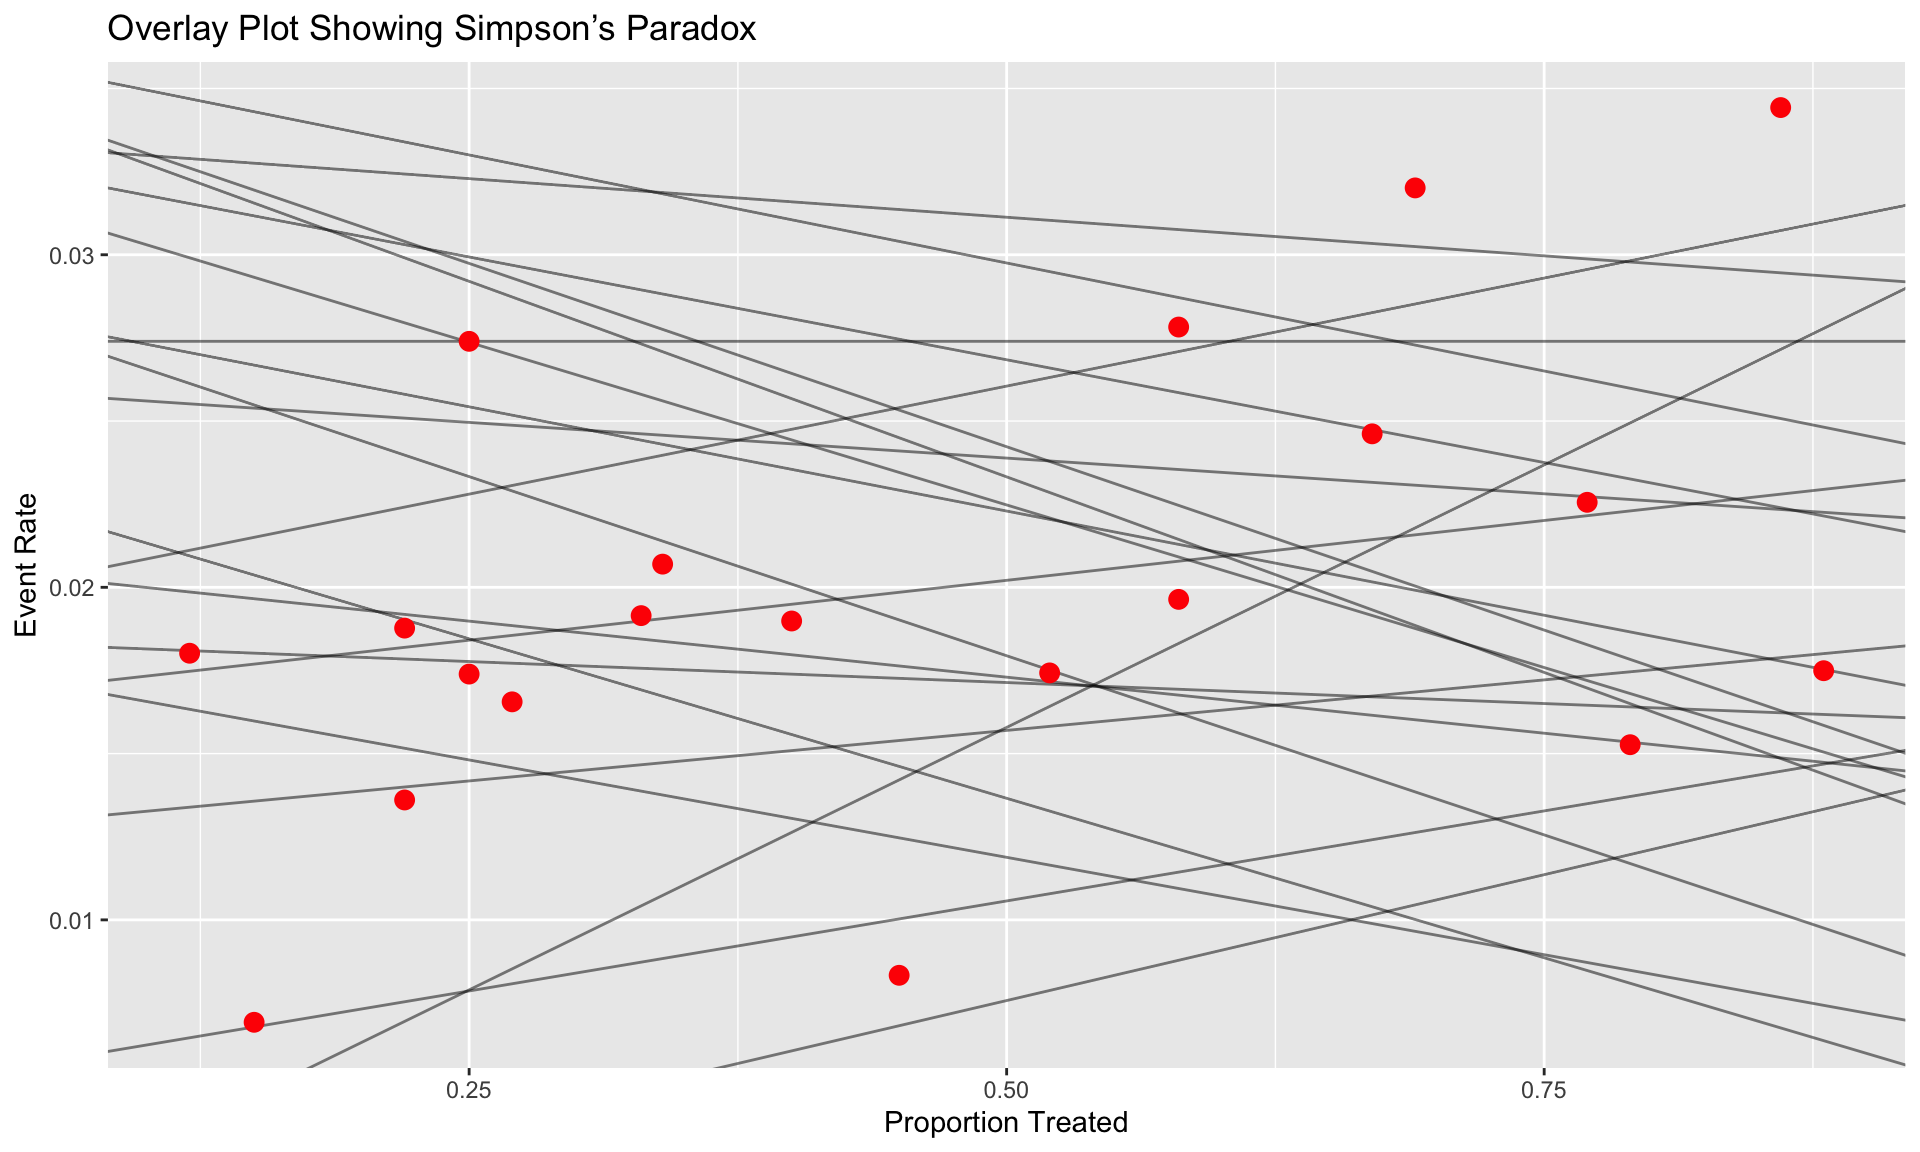 Overlay Plot Showing Simpson’s Paradox
Event Rate
0.03
0.02
0.01
0.25 0.50 0.75
Proportion Treated